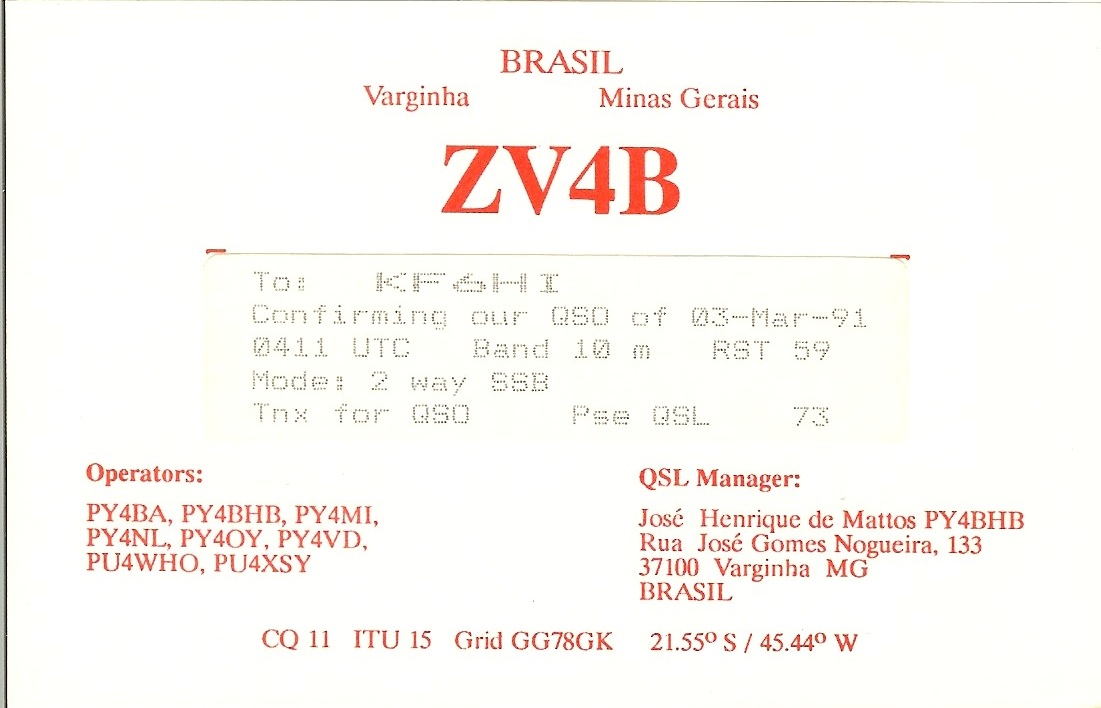 BRASIL
Varginha Minas Gerais
ZV4B
To: KF6HI
Confirming our QSO of 03-Mar-91
0411 UTC Band 10 m RST 59
Mode: 2 way SSB
Tnx for QSO Pse QSL 73
Operators:
PY4BA, PY4BHB, PY4MI,
PY4NL, PY4OY, PY4VD,
PU4WHO, PU4XSY
QSL Manager:
José Henrique de Mattos PY4BHB
Rua José Gomes Nogueira, 133
37100 Varginha MG
BRASIL
CQ 11 ITU 15 Grid GG78GK 21.55º S / 45.44º W